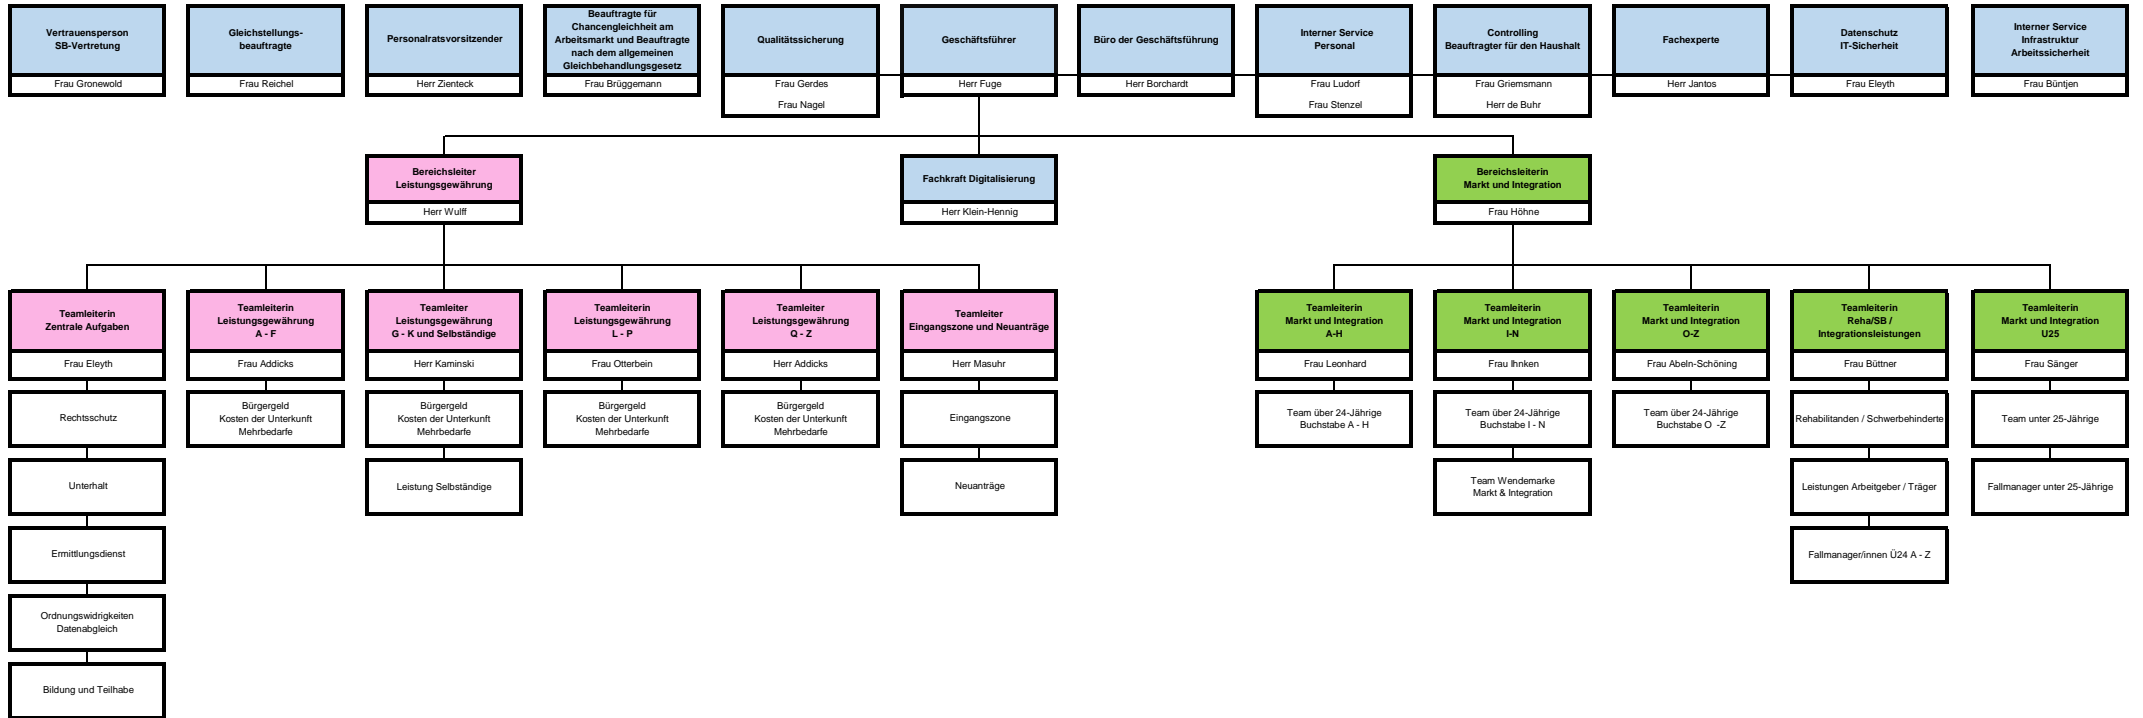 Vertrauensperson
SB-Vertretung
Frau Gronewold
Gleichstellungs-
beauftragte
Frau Reichel
Personalratsvorsitzender
Herr Zienteck
Beauftragte für
Chancengleichheit am
Arbeitsmarkt und Beauftragte
nach dem allgemeinen
Gleichbehandlungsgesetz
Frau Brüggemann
Qualitätssicherung
Frau Gerdes
Frau Nagel
Geschäftsführer
Herr Fuge
Büro der Geschäftsführung
Herr Borchardt
Interner Service
Personal
Frau Ludorf
Frau Stenzel
Controlling
Beauftragter für den Haushalt
Frau Griemsmann
Herr de Buhr
Fachexperte
Herr Jantos
Datenschutz
IT-Sicherheit
Frau Eleyth
Interner Service
Infrastruktur
Arbeitssicherheit
Frau Büntjen
Bereichsleiter
Leistungsgewährung
Herr Wulff
Fachkraft Digitalisierung
Herr Klein-Hennig
Bereichsleiterin
Markt und Integration
Frau Höhne
Teamleiterin
Zentrale Aufgaben
Frau Eleyth
Rechtsschutz
Unterhalt
Ermittlungsdienst
Ordnungswidrigkeiten
Datenabgleich
Bildung und Teilhabe
Teamleiterin
Leistungsgewährung
A - F
Frau Addicks
Bürgergeld
Kosten der Unterkunft
Mehrbedarfe
Teamleiter
Leistungsgewährung
G - K und Selbständige
Herr Kaminski
Bürgergeld
Kosten der Unterkunft
Mehrbedarfe
Leistung Selbständige
Teamleiterin
Leistungsgewährung
L - P
Frau Otterbein
Bürgergeld
Kosten der Unterkunft
Mehrbedarfe
Teamleiter
Leistungsgewährung
Q - Z
Herr Addicks
Bürgergeld
Kosten der Unterkunft
Mehrbedarfe
Teamleiter
Eingangszone und Neuanträge
Herr Masuhr
Eingangszone
Neuanträge
Teamleiterin
Markt und Integration
A-H
Frau Leonhard
Team über 24-Jährige
Buchstabe A - H
Teamleiterin
Markt und Integration
I-N
Frau Ihnken
Team über 24-Jährige
Buchstabe I - N
Team Wendemarke
Markt & Integration
Teamleiterin
Markt und Integration
O-Z
Frau Abeln-Schöning
Team über 24-Jährige
Buchstabe O -Z
Teamleiterin
Reha/SB /
Integrationsleistungen
Frau Büttner
Rehabilitanden / Schwerbehinderte
Leistungen Arbeitgeber / Träger
Fallmanager/innen Ü24 A - Z
Teamleiterin
Markt und Integration
U25
Frau Sänger
Team unter 25-Jährige
Fallmanager unter 25-Jährige